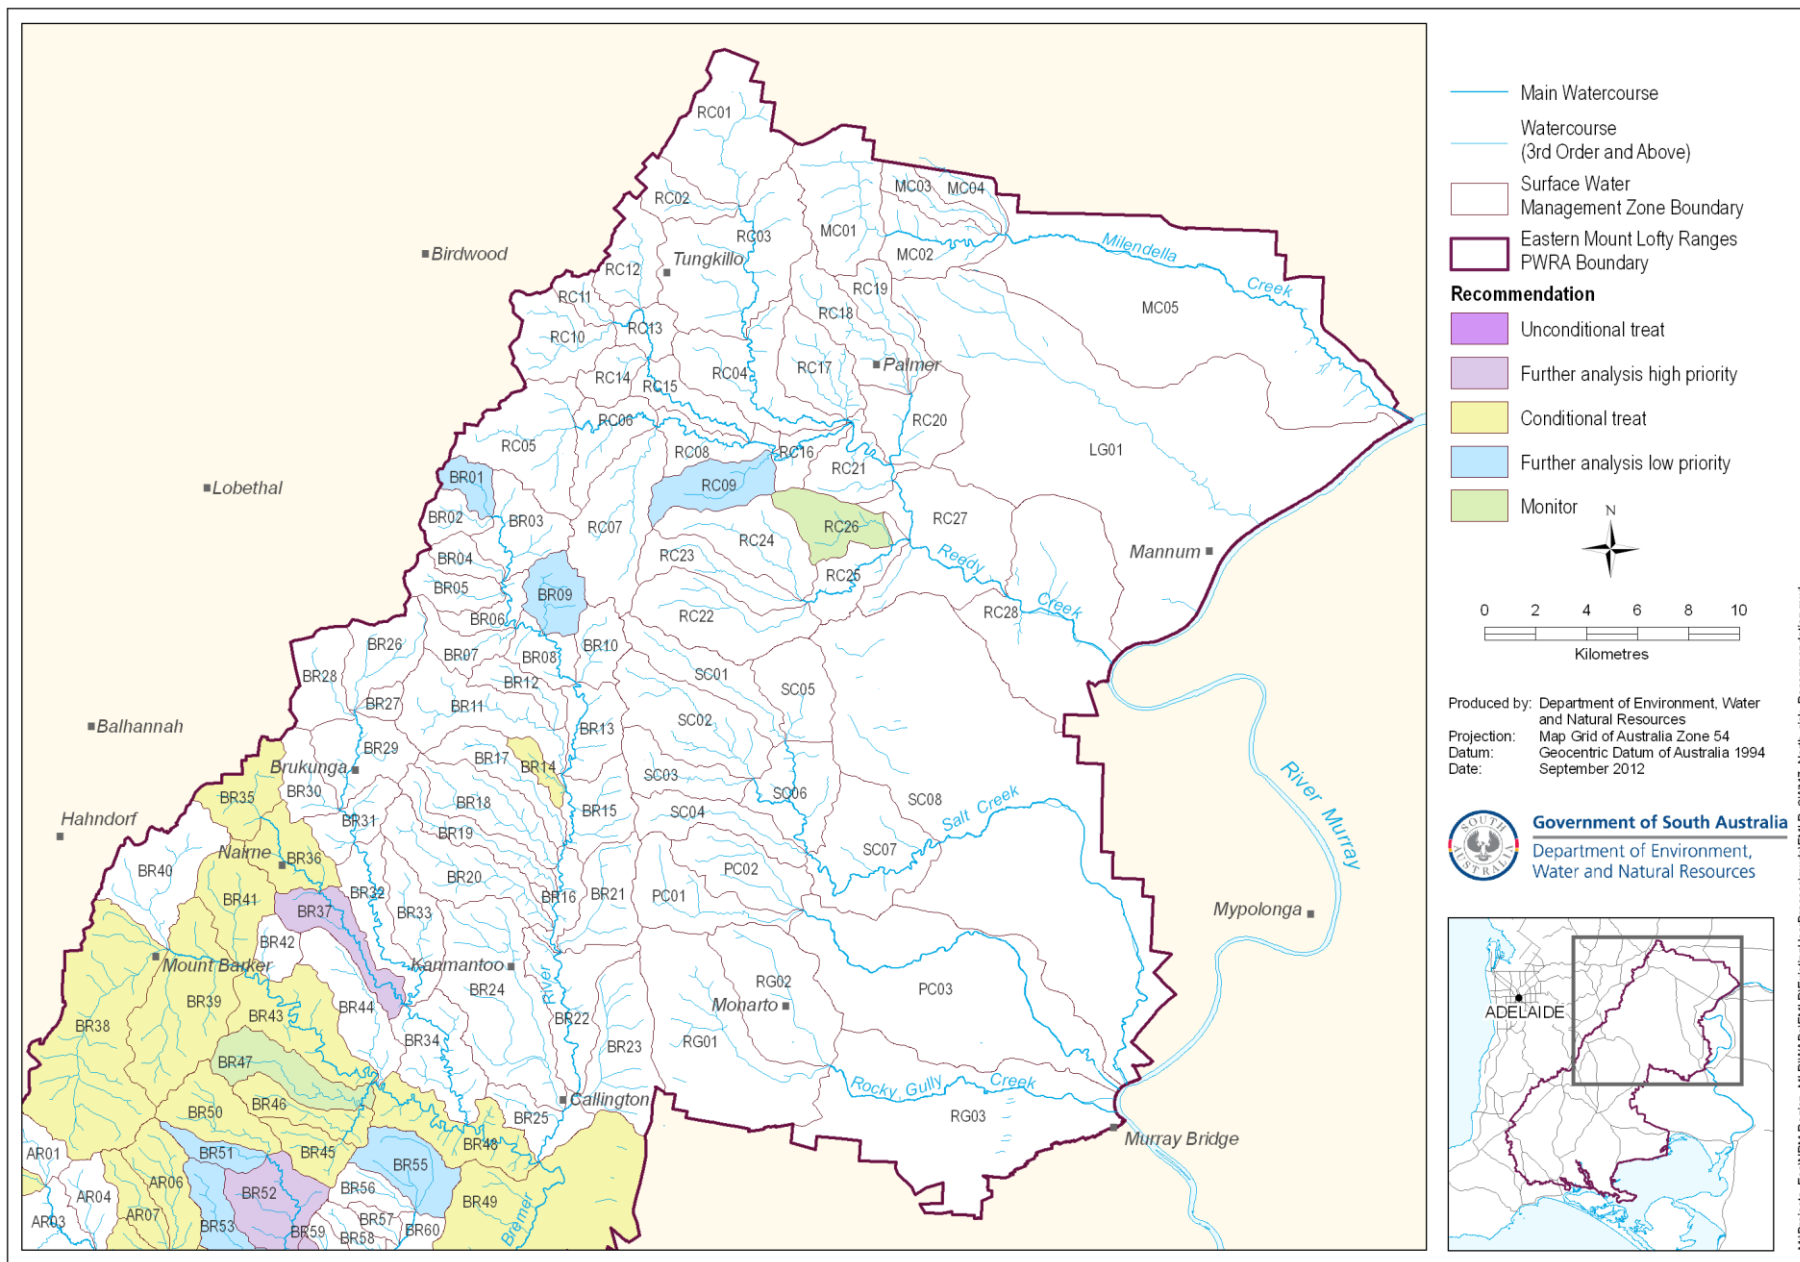 RC01
RC02
MC03
MC04
RC03
MC01
Milendella
Birdwood
MC02
Tungkillo
RC12
RC19
Creek
RC11
MC05
RC18
RC13
RC10
Palmer
RC17
RC14
RC04
RC15
RC06
RC20
RC05
RC08
RC16
LG01
RC21
BR01
RC09
Lobethal
BR02
BR03
RC07
RC26
RC27
RC24
Mannum
BR04
RC23
Reedy
RC25
BR05
BR09
Creek
RC28
BR06
RC22
BR26
BR10
BR07
BR08
BR28
SC01
BR12
SC05
BR27
BR11
SC02
Balhannah
BR13
BR29
BR17
BR14
Brukunga
SC03
BR30
SC06
BR35
BR18
SC08
Salt Creek
River Murray
BR15
SC04
Hahndorf
BR31
BR19
Nairne
BR36
SC07
BR40
PC02
BR20
BR32
BR41
BR16
BR21
PC01
BR37
BR33
Mypolonga
BR42
Mount Barker
Kanmantoo
RG02
River
BR24
PC03
BR39
Monarto
BR44
BR43
BR22
BR38
BR34
RG01
BR23
BR47
Rocky Gully
Creek
Callington
BR46
BR50
BR25
RG03
Murray Bridge
BR48
BR45
AR01
BR51
BR55
AR06
BR56
BR52
AR04
BR49
Bremer
AR07
BR57
AR03
BR53
BR59
BR60
BR58
Main Watercourse
Watercourse
(3rd Order and Above)
Surface Water
Management Zone Boundary
Eastern Mount Lofty Ranges
PWRA Boundary
Recommendation
Unconditional treat
Further analysis high priority
Conditional treat
Further analysis low priority
Monitor
N
0 2 4 6 8 10
Kilometres
Produced by: Department of Environment, Water
and Natural Resources
Projection: Map Grid of Australia Zone 54
Datum: Geocentric Datum of Australia 1994
Date: September 2012
SOUTH AUSTRALIA
Government of South Australia
Department of Environment,
Water and Natural Resources
ADELAIDE